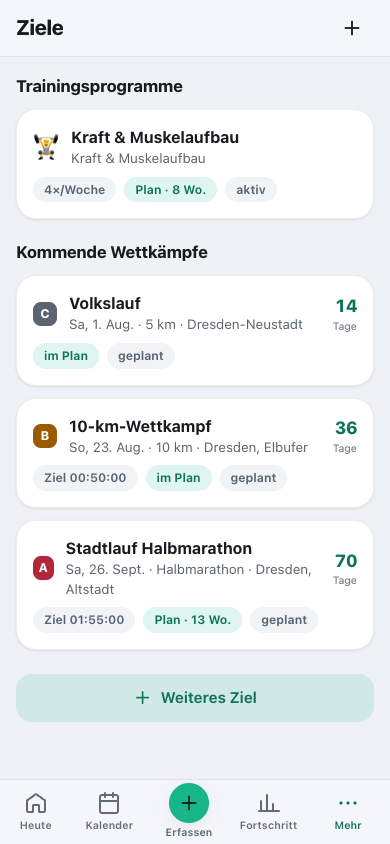 Ziele
Trainingsprogramme
Kraft & Muskelaufbau
Kraft & Muskelaufbau
4×/Woche
Plan · 8 Wo.
aktiv
Kommende Wettkämpfe
C
Volkslauf
Sa, 1. Aug. · 5 km · Dresden-Neustadt
14
Tage
im Plan
geplant
B
10-km-Wettkampf
So, 23. Aug. · 10 km · Dresden, Elbufer
36
Tage
Ziel 00:50:00
im Plan
geplant
A
Stadtlauf Halbmarathon
Sa, 26. Sept. · Halbmarathon · Dresden,
Altstadt
70
Tage
Ziel 01:55:00
Plan · 13 Wo.
geplant
+ Weiteres Ziel
Heute
Kalender
Erfassen
Fortschritt
Mehr